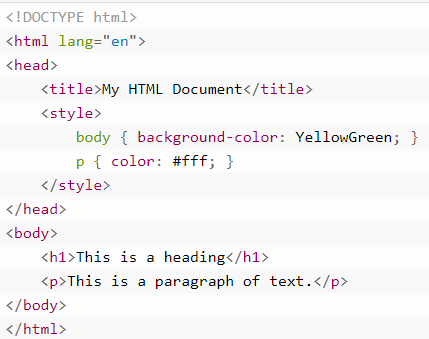 <!DOCTYPE html>
<html lang="en">
<head>
    <title>My HTML Document</title>
    <style>
        body { background-color: YellowGreen; }
        p { color: #fff; }
    </style>
</head>
<body>
    <h1>This is a heading</h1>
    <p>This is a paragraph of text.</p>
</body>
</html>